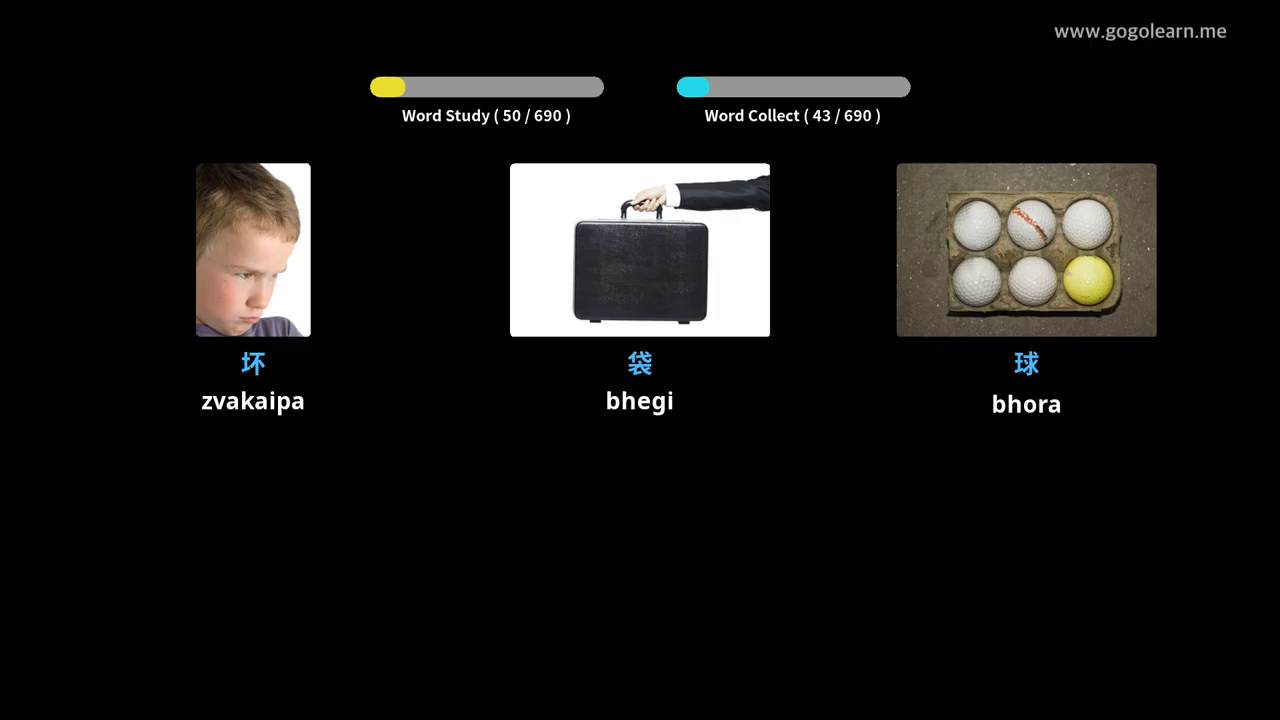 www.gogolearn.me
Word Study ( 50 / 690 )
Word Collect ( 43 / 690 )
坏
袋
球
zvakaipa
bhegi
bhora